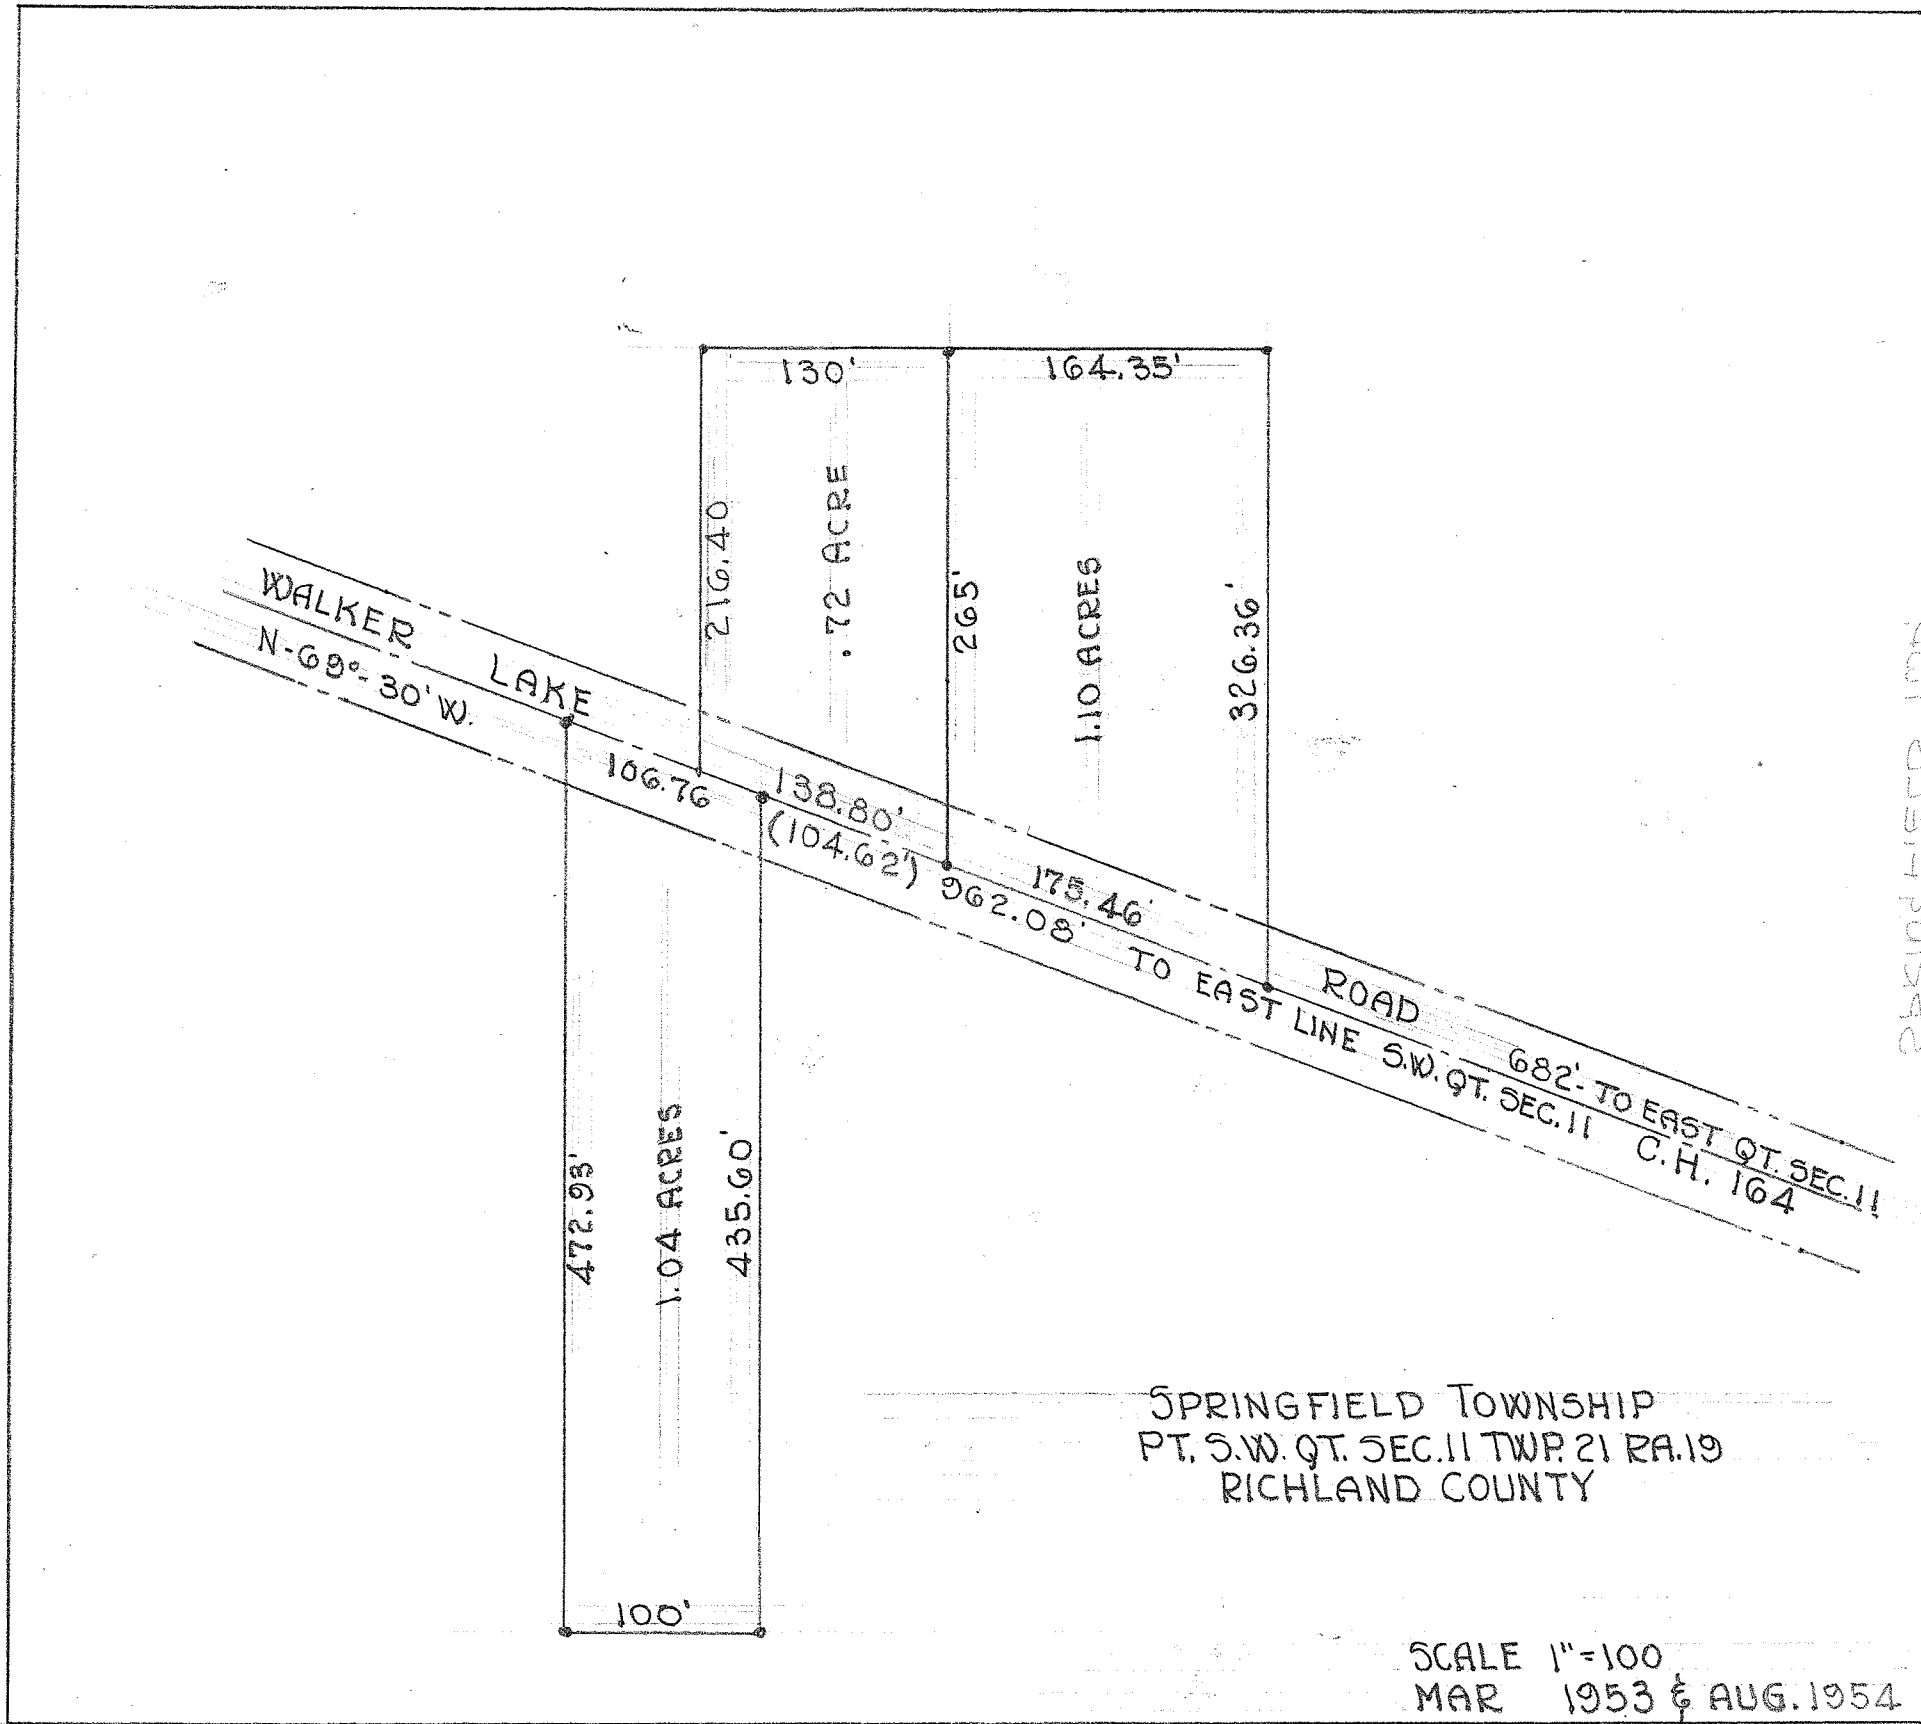 130'
164.35'
216.40
.72 ACRE
265'
1.10 ACRES
326.36'
WALKER LAKE ROAD
N-69°-30' W.
106.76
138.80'
(104.62')
175.46'
962.08' TO EAST LINE S.W. QT. SEC. 11
682'- TO EAST QT. SEC. 11
C.H. 164
472.93'
1.04 ACRES
435.60'
100'
SPRINGFIELD TOWNSHIP
PT. S.W. QT. SEC. 11 TWP. 21 RA. 19
RICHLAND COUNTY
SCALE 1"=100
MAR 1953 & AUG. 1954